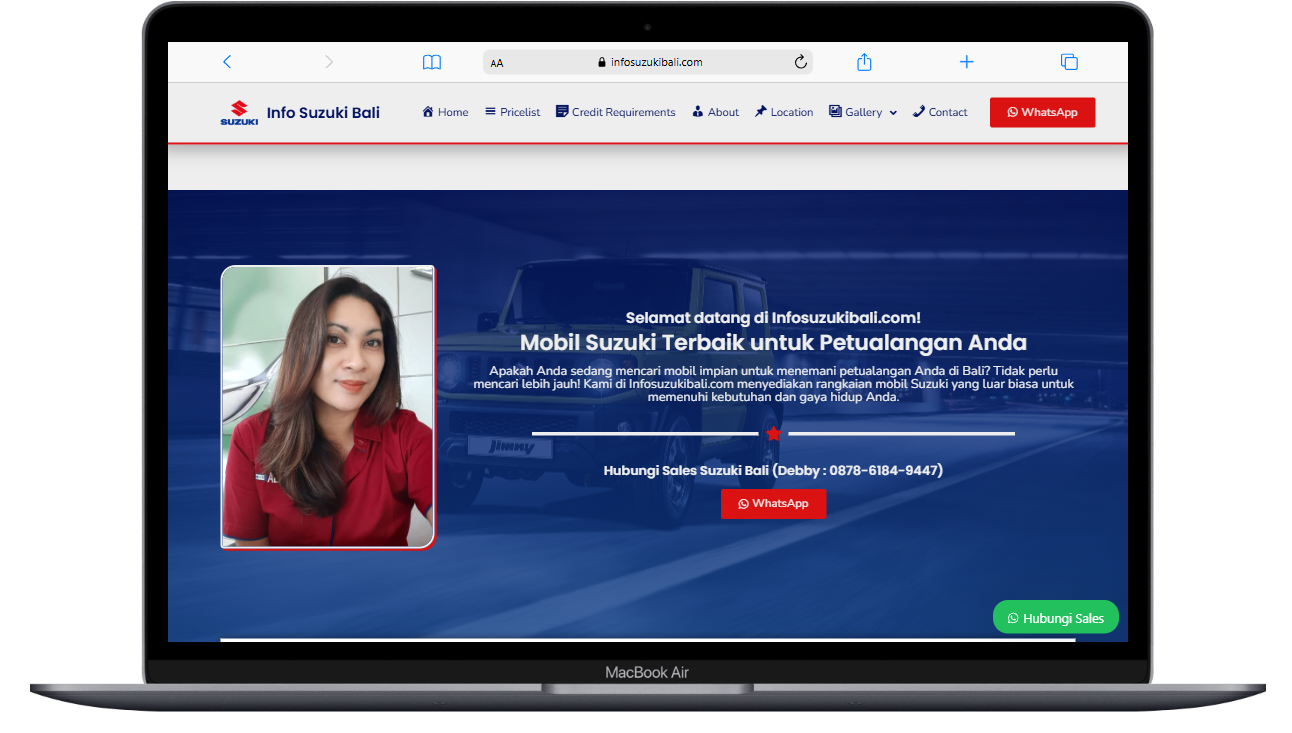 AA
infosuzukibali.com
SUZUKI
Info Suzuki Bali
Home
Pricelist
Credit Requirements
About
Location
Gallery
Contact
WhatsApp
Selamat datang di Infosuzukibali.com!
Mobil Suzuki Terbaik untuk Petualangan Anda
Apakah Anda sedang mencari mobil impian untuk menemani petualangan Anda di Bali? Tidak perlu
mencari lebih jauh! Kami di Infosuzukibali.com menyediakan rangkaian mobil Suzuki yang luar biasa untuk
memenuhi kebutuhan dan gaya hidup Anda.
Jimny
Hubungi Sales Suzuki Bali (Debby : 0878-6184-9447)
WhatsApp
Hubungi Sales
MacBook Air